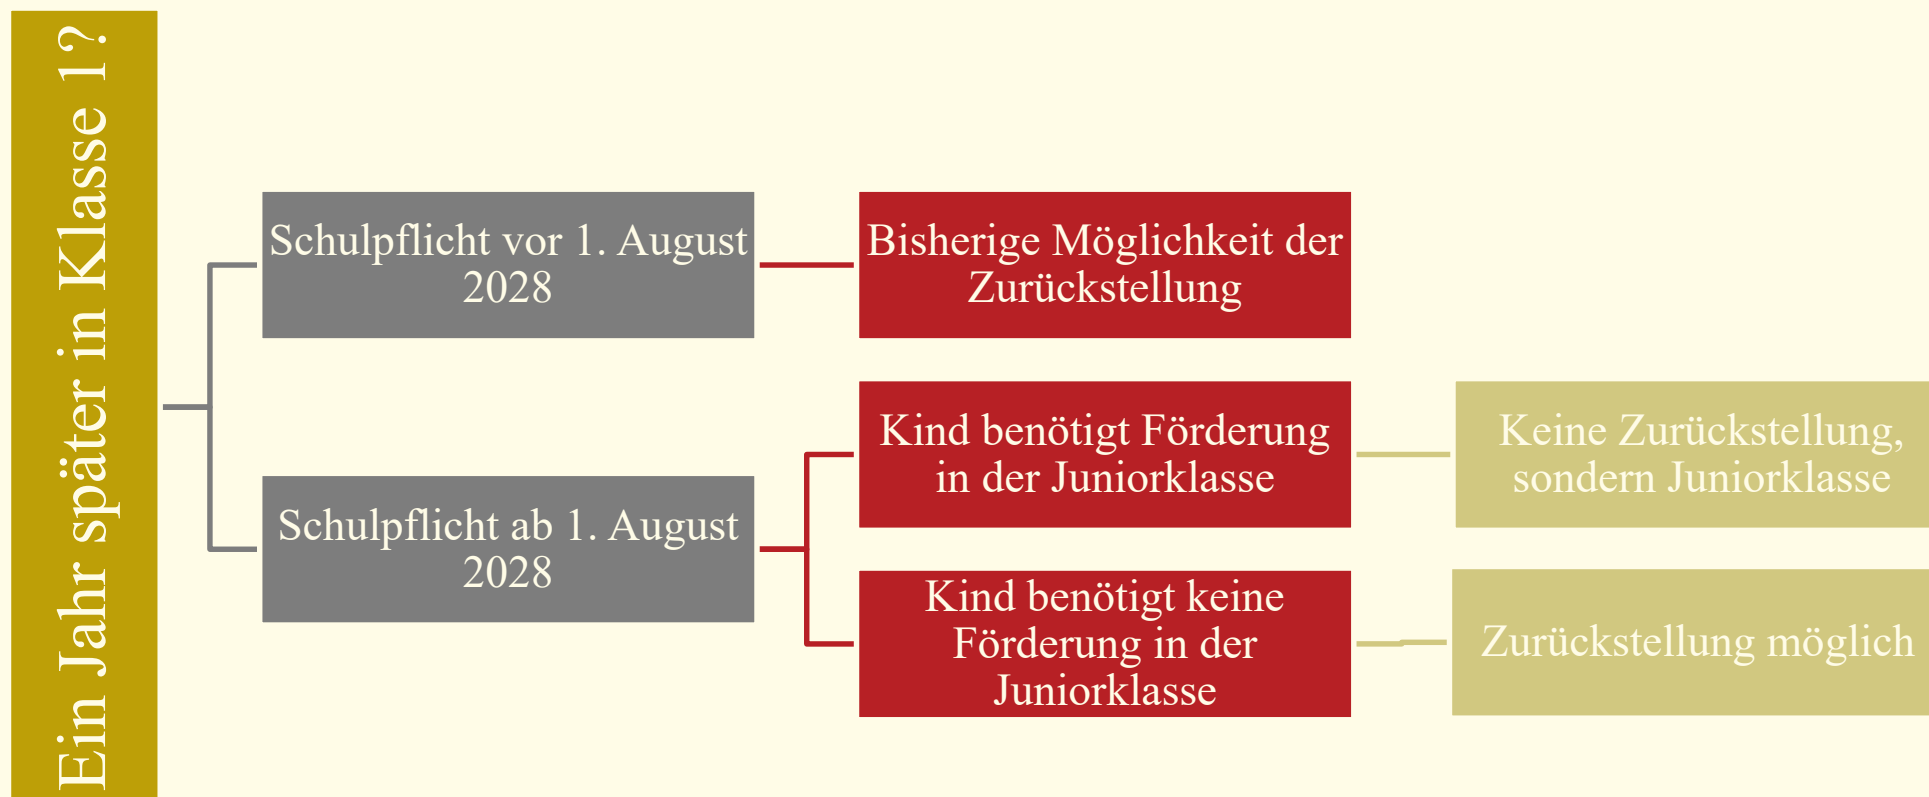 Ein Jahr später in Klasse 1?
Schulpflicht vor 1. August
2028
Bisherige Möglichkeit der
Zurückstellung
Schulpflicht ab 1. August
2028
Kind benötigt Förderung
in der Juniorklasse
Keine Zurückstellung,
sondern Juniorklasse
Kind benötigt keine
Förderung in der
Juniorklasse
Zurückstellung möglich